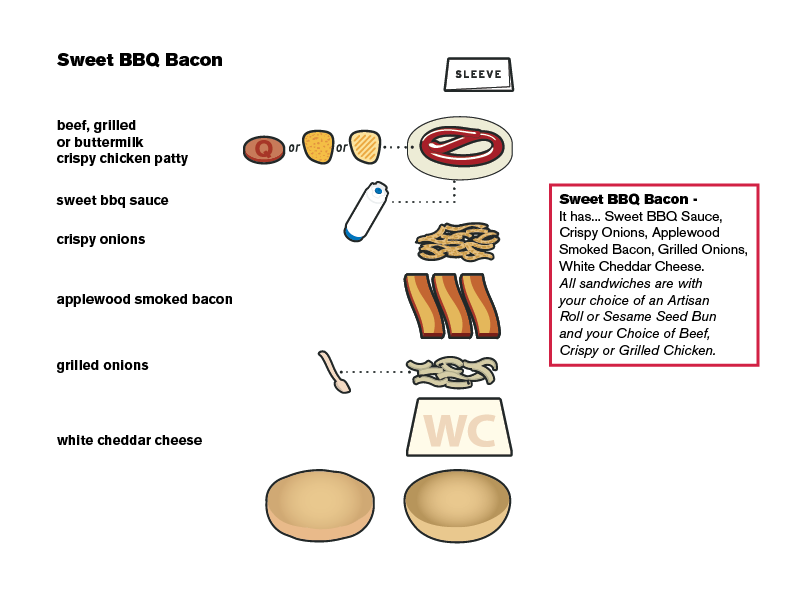 Sweet BBQ Bacon
SLEEVE
beef, grilled
or buttermilk
crispy chicken patty
Q or or
sweet bbq sauce
crispy onions
applewood smoked bacon
grilled onions
WC
white cheddar cheese
Sweet BBQ Bacon -
It has... Sweet BBQ Sauce,
Crispy Onions, Applewood
Smoked Bacon, Grilled Onions,
White Cheddar Cheese.
All sandwiches are with
your choice of an Artisan
Roll or Sesame Seed Bun
and your Choice of Beef,
Crispy or Grilled Chicken.